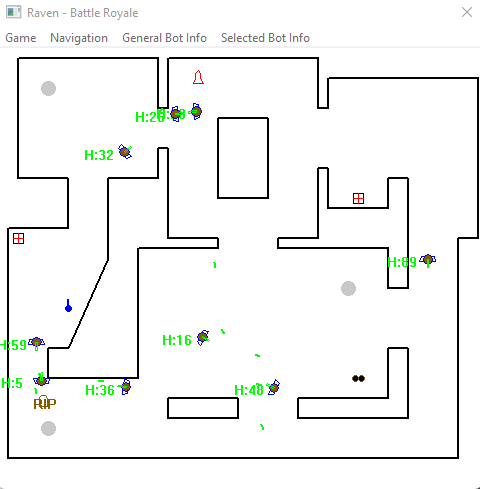 Raven - Battle Royale
Game Navigation General Bot Info Selected Bot Info
H:32
H:89
H:16
H:59
H:5
H:36
H:48
RIP